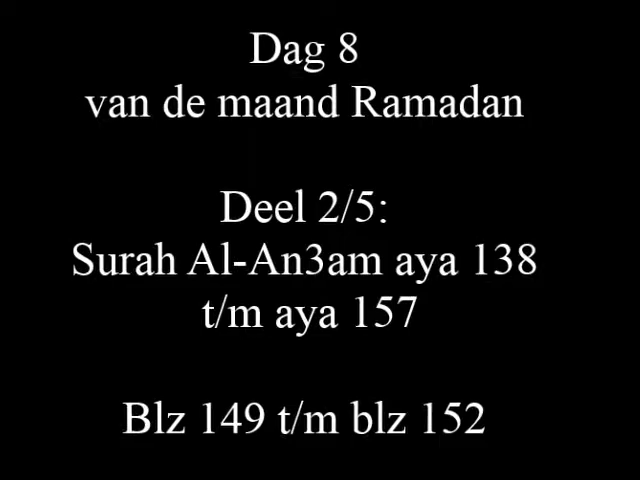 Dag 8
van de maand Ramadan
Deel 2/5:
Surah Al-An3am aya 138
t/m aya 157
Blz 149 t/m blz 152